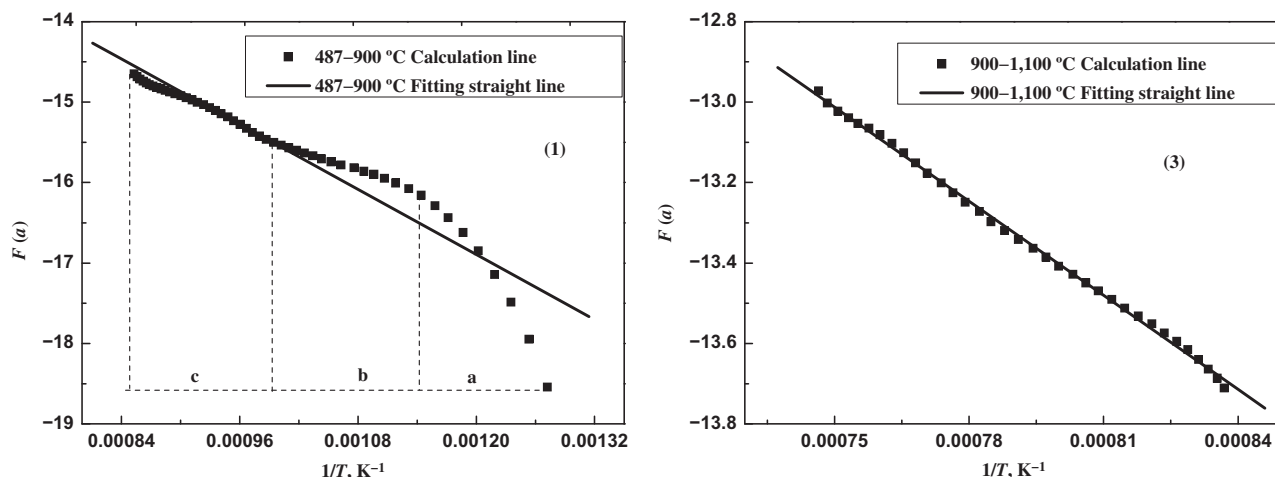 −14
−15
−16
−17
−18
−19
F (a)
487–900 ºC Calculation line
487–900 ºC Fitting straight line
(1)
c
b
a
0.00084
0.00096
0.00108
0.00120
0.00132
1/T, K⁻¹
−12.8
−13.0
−13.2
−13.4
−13.6
−13.8
F (a)
900–1,100 ºC Calculation line
900–1,100 ºC Fitting straight line
(3)
0.00075
0.00078
0.00081
0.00084
1/T, K⁻¹